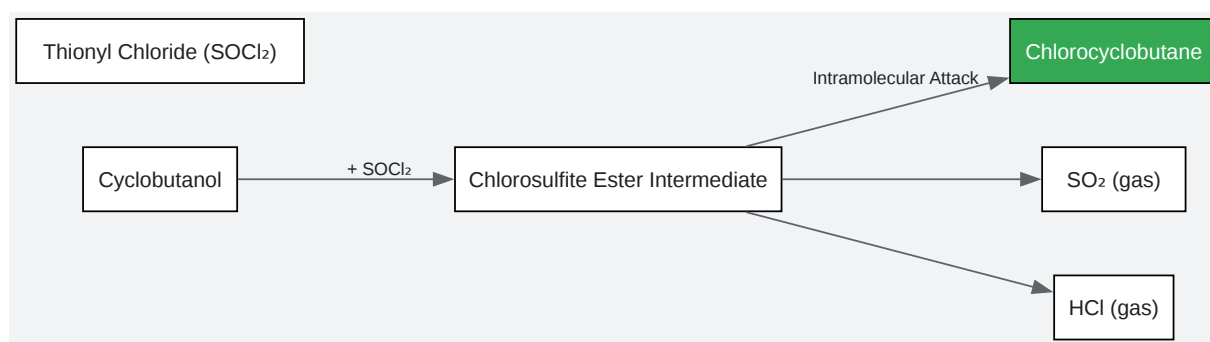 Thionyl Chloride (SOCl₂)
Chlorocyclobutane
Intramolecular Attack
Cyclobutanol
+ SOCl₂
Chlorosulfite Ester Intermediate
SO₂ (gas)
HCl (gas)